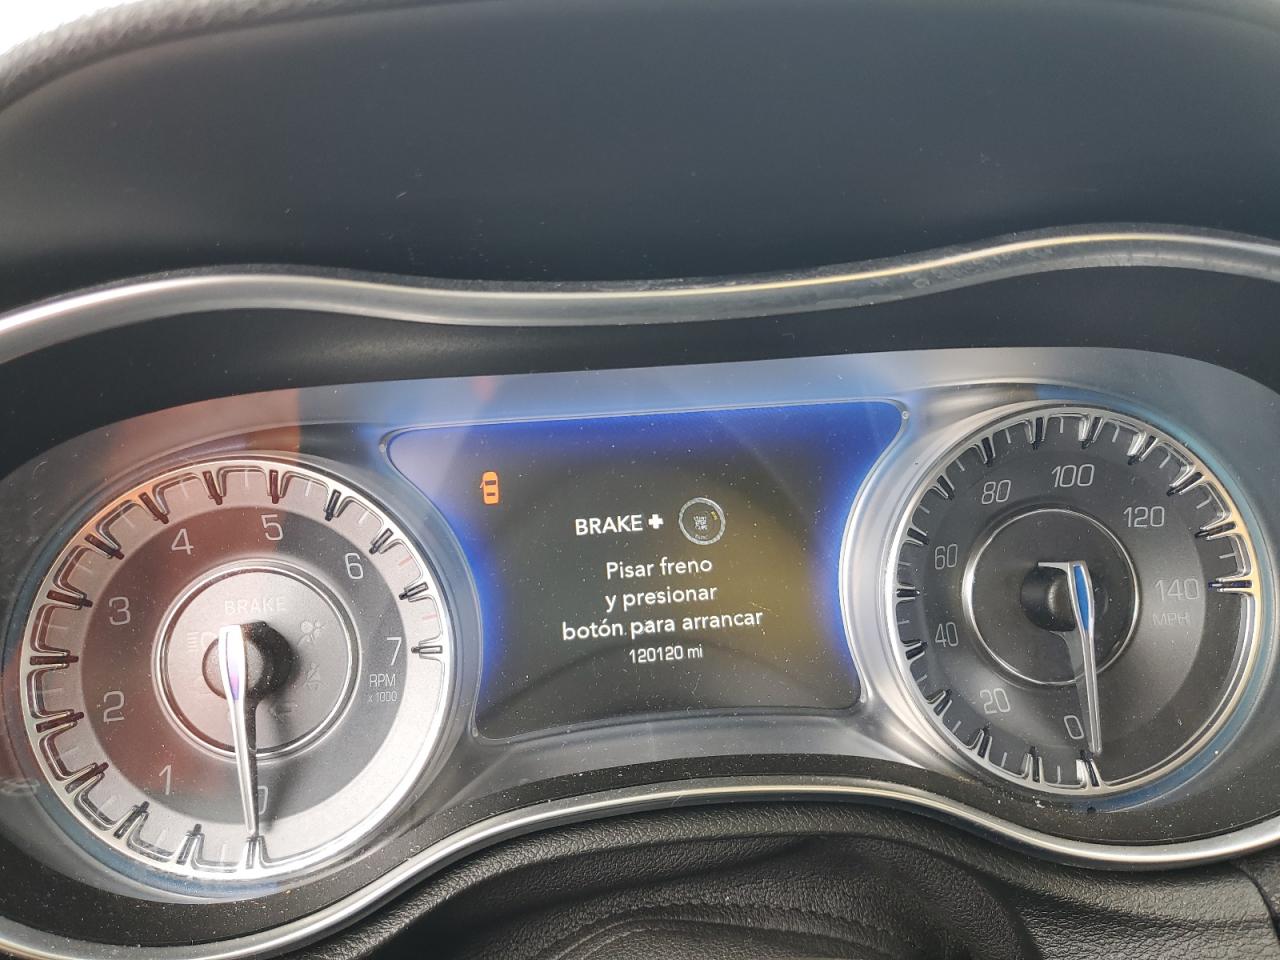 BRAKE +
Pisar freno
y presionar
botón para arrancar
120120 mi
BRAKE
0
1
2
3
4
5
6
7
RPM
x 1000
0
20
40
60
80
100
120
140
MPH